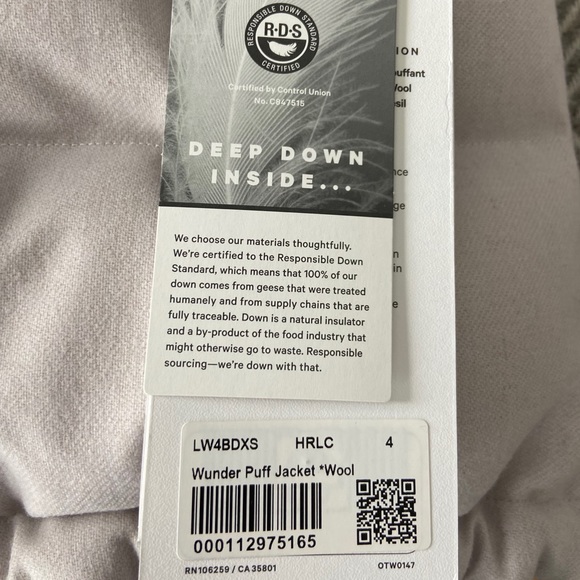 RESPONSIBLE DOWN STANDARD
R·D·S
CERTIFIED
Certified by Control Union
No. C847515
DEEP DOWN
INSIDE...
We choose our materials thoughtfully.
We're certified to the Responsible Down
Standard, which means that 100% of our
down comes from geese that were treated
humanely and from supply chains that are
fully traceable. Down is a natural insulator
and a by-product of the food industry that
might otherwise go to waste. Responsible
sourcing—we're down with that.
LW4BDXS HRLC 4
Wunder Puff Jacket *Wool
000112975165
RN106259 / CA35801 OTW0147